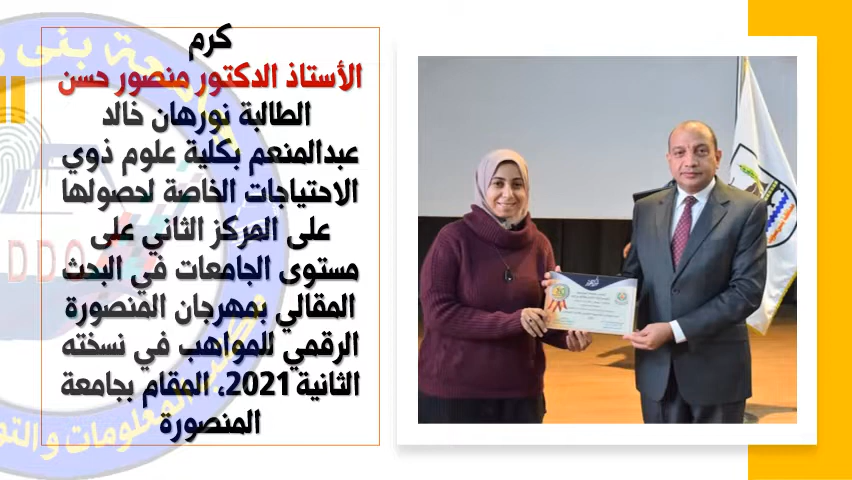 كرم
الأستاذ الدكتور منصور حسن
الطالبة نورهان خالد
عبدالمنعم بكلية علوم ذوي
الاحتياجات الخاصة لحصولها
على المركز الثاني على
مستوى الجامعات في البحث
المقالي بمهرجان المنصورة
الرقمي للمواهب في نسخته
الثانية 2021، المقام بجامعة
المنصورة
DDO